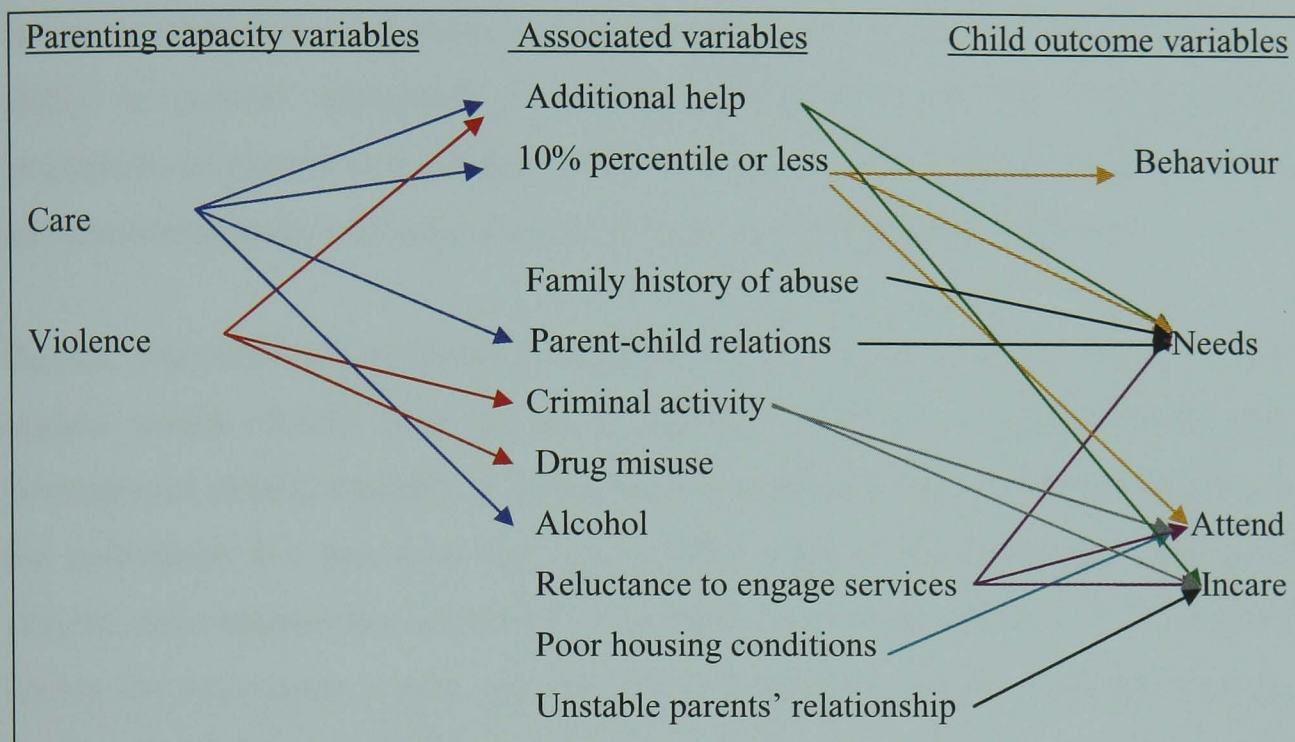 Parenting capacity variables Associated variables Child outcome variables
Additional help
10% percentile or less Behaviour
Care
Family history of abuse
Violence Parent-child relations Needs
Criminal activity
Drug misuse
Alcohol Attend
Reluctance to engage services Incare
Poor housing conditions
Unstable parents’ relationship